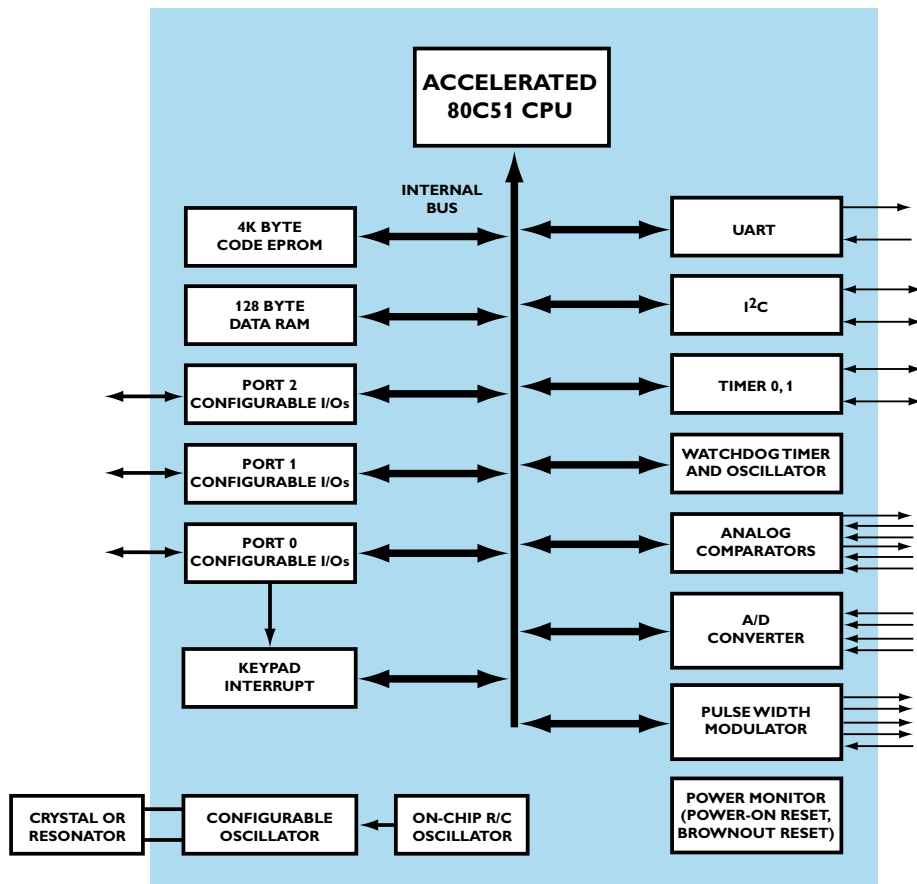 ACCELERATED
80C51 CPU
INTERNAL
BUS
4K BYTE
CODE EPROM
128 BYTE
DATA RAM
PORT 2
CONFIGURABLE I/Os
PORT 1
CONFIGURABLE I/Os
PORT 0
CONFIGURABLE I/Os
KEYPAD
INTERRUPT
UART
I²C
TIMER 0, 1
WATCHDOG TIMER
AND OSCILLATOR
ANALOG
COMPARATORS
A/D
CONVERTER
PULSE WIDTH
MODULATOR
CRYSTAL OR
RESONATOR
CONFIGURABLE
OSCILLATOR
ON-CHIP R/C
OSCILLATOR
POWER MONITOR
(POWER-ON RESET,
BROWNOUT RESET)